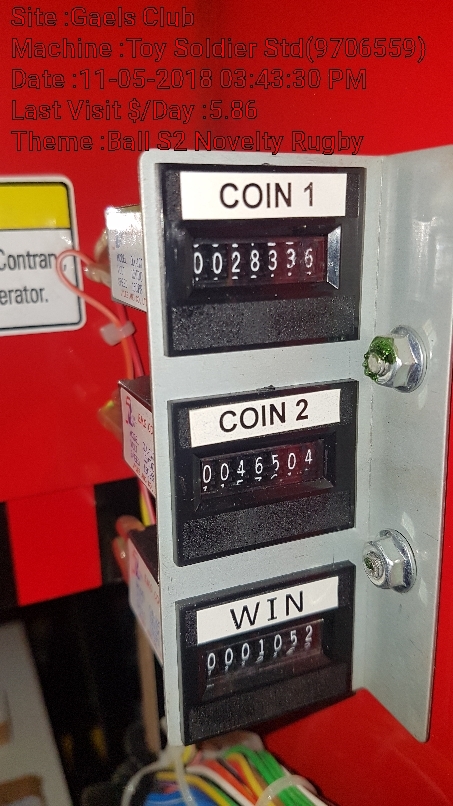 Site :Gaels Club
Machine :Toy Soldier Std(9706559)
Date :11-05-2018 03:43:30 PM
Last Visit $/Day :5.86
Theme :Ball S2 Novelty Rugby
COIN 1
0028336
Contran
erator.
COIN 2
0046504
WIN
0001052